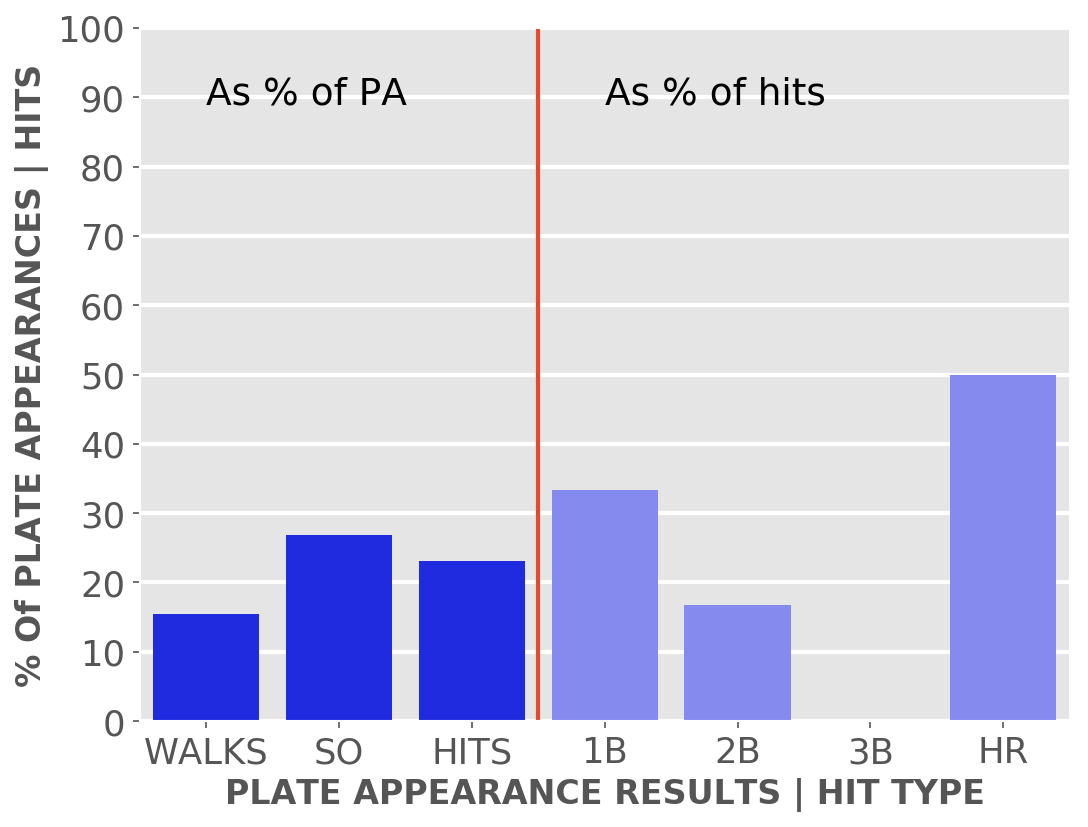 % Of PLATE APPEARANCES | HITS
100
90
80
70
60
50
40
30
20
10
0
As % of PA
As % of hits
WALKS SO HITS 1B 2B 3B HR
PLATE APPEARANCE RESULTS | HIT TYPE